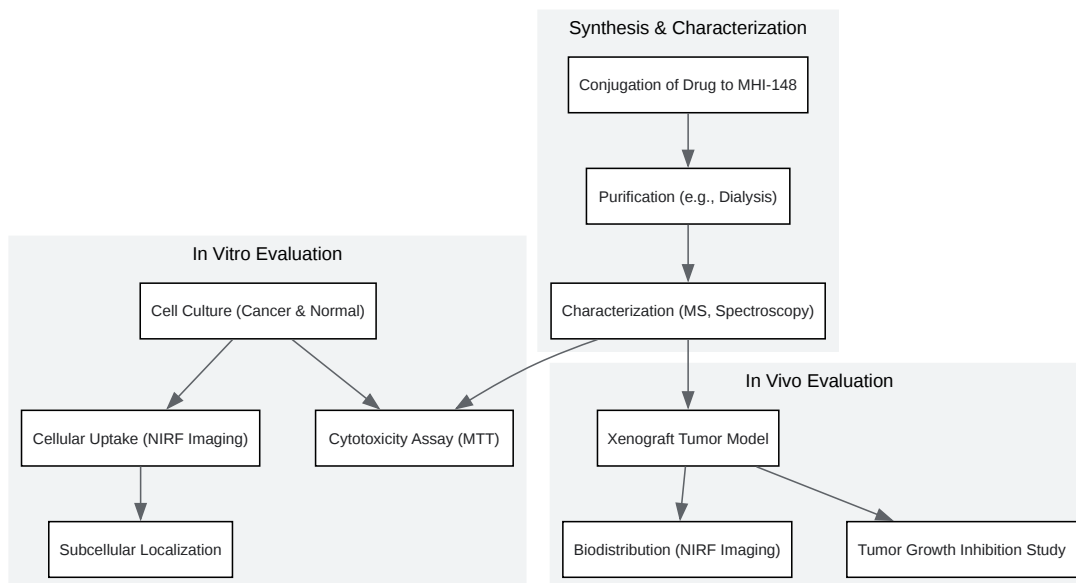 Synthesis & Characterization
Conjugation of Drug to MHI-148
Purification (e.g., Dialysis)
Characterization (MS, Spectroscopy)
In Vitro Evaluation
Cell Culture (Cancer & Normal)
Cellular Uptake (NIRF Imaging)
Cytotoxicity Assay (MTT)
Subcellular Localization
In Vivo Evaluation
Xenograft Tumor Model
Biodistribution (NIRF Imaging)
Tumor Growth Inhibition Study